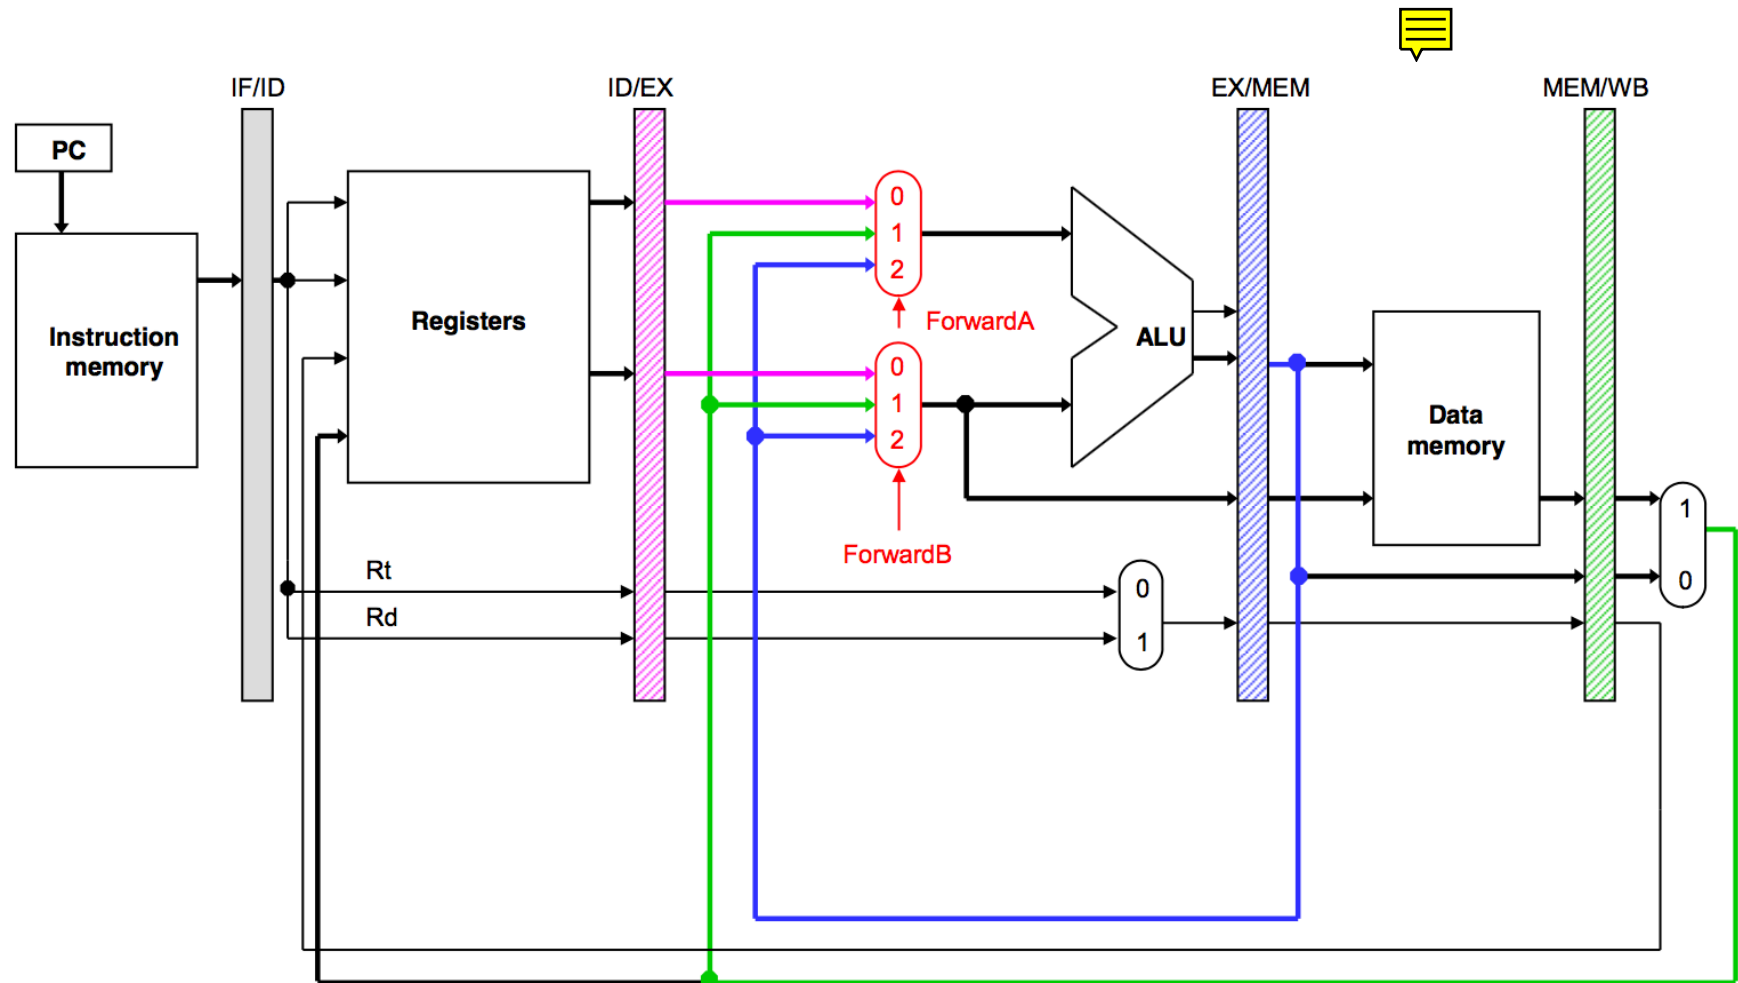 IF/ID
ID/EX
EX/MEM
MEM/WB
PC
Instruction
memory
Registers
0
1
2
ForwardA
0
1
2
ForwardB
ALU
Data
memory
1
0
Rt
Rd
0
1